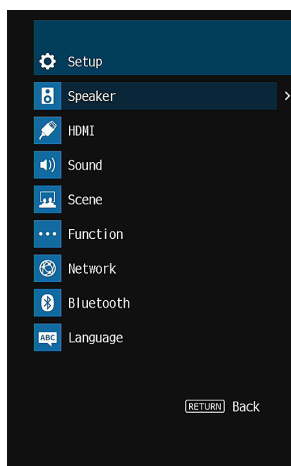 Setup
Speaker
HDMI
Sound
Scene
Function
Network
Bluetooth
ABC Language
RETURN Back